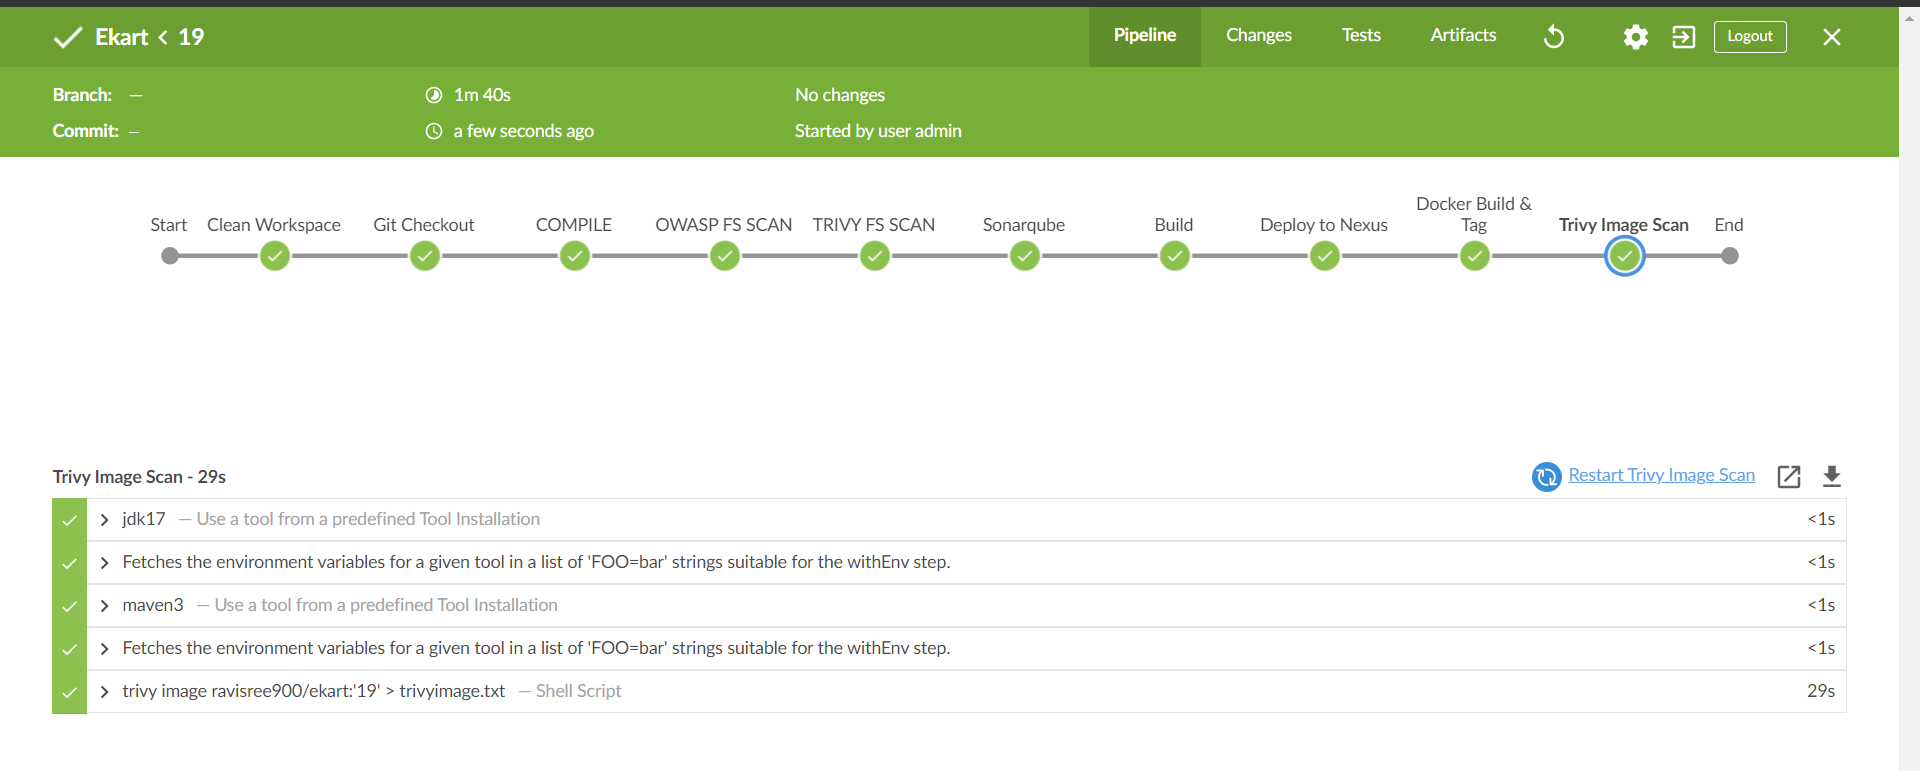 Ekart < 19
Pipeline
Changes
Tests
Artifacts
Logout
Branch: —
1m 40s
No changes
Commit: —
a few seconds ago
Started by user admin
Start
Clean Workspace
Git Checkout
COMPILE
OWASP FS SCAN
TRIVY FS SCAN
Sonarqube
Build
Deploy to Nexus
Docker Build &
Tag
Trivy Image Scan
End
Trivy Image Scan - 29s
Restart Trivy Image Scan
jdk17 — Use a tool from a predefined Tool Installation <1s
Fetches the environment variables for a given tool in a list of 'FOO=bar' strings suitable for the withEnv step. <1s
maven3 — Use a tool from a predefined Tool Installation <1s
Fetches the environment variables for a given tool in a list of 'FOO=bar' strings suitable for the withEnv step. <1s
trivy image ravisree900/ekart:'19' > trivyimage.txt — Shell Script 29s